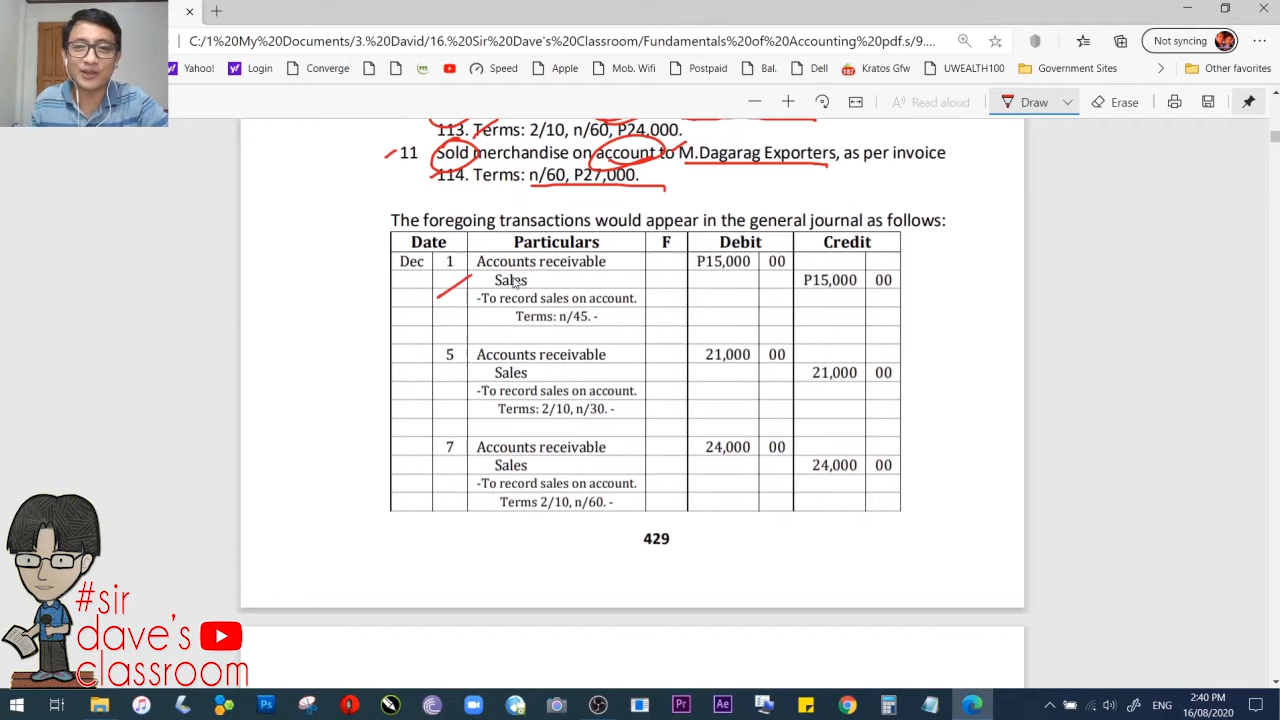 C:/1%20My%20Documents/3.%20David/16.%20Sir%20Dave's%20Classroom/Fundamentals%20of%20Accounting%20pdf.s/9....
Not syncing
Yahoo!
Login
Converge
Speed
Apple
Mob. Wifi
Postpaid
Bal.
Dell
Kratos Gfw
UWEALTH100
Government Sites
Other favorites
Read aloud
Draw
Erase
113. Terms: 2/10, n/60, P24,000.
11 Sold merchandise on account to M.Dagarag Exporters, as per invoice
114. Terms: n/60, P27,000.
The foregoing transactions would appear in the general journal as follows:
Date Particulars F Debit Credit
Dec 1 Accounts receivable P15,000 00
Sales P15,000 00
-To record sales on account.
Terms: n/45. -
5 Accounts receivable 21,000 00
Sales 21,000 00
-To record sales on account.
Terms: 2/10, n/30. -
7 Accounts receivable 24,000 00
Sales 24,000 00
-To record sales on account.
Terms 2/10, n/60. -
429
#sir
dave's
classroom
Ps
Pr
Ae
2:40 PM
16/08/2020